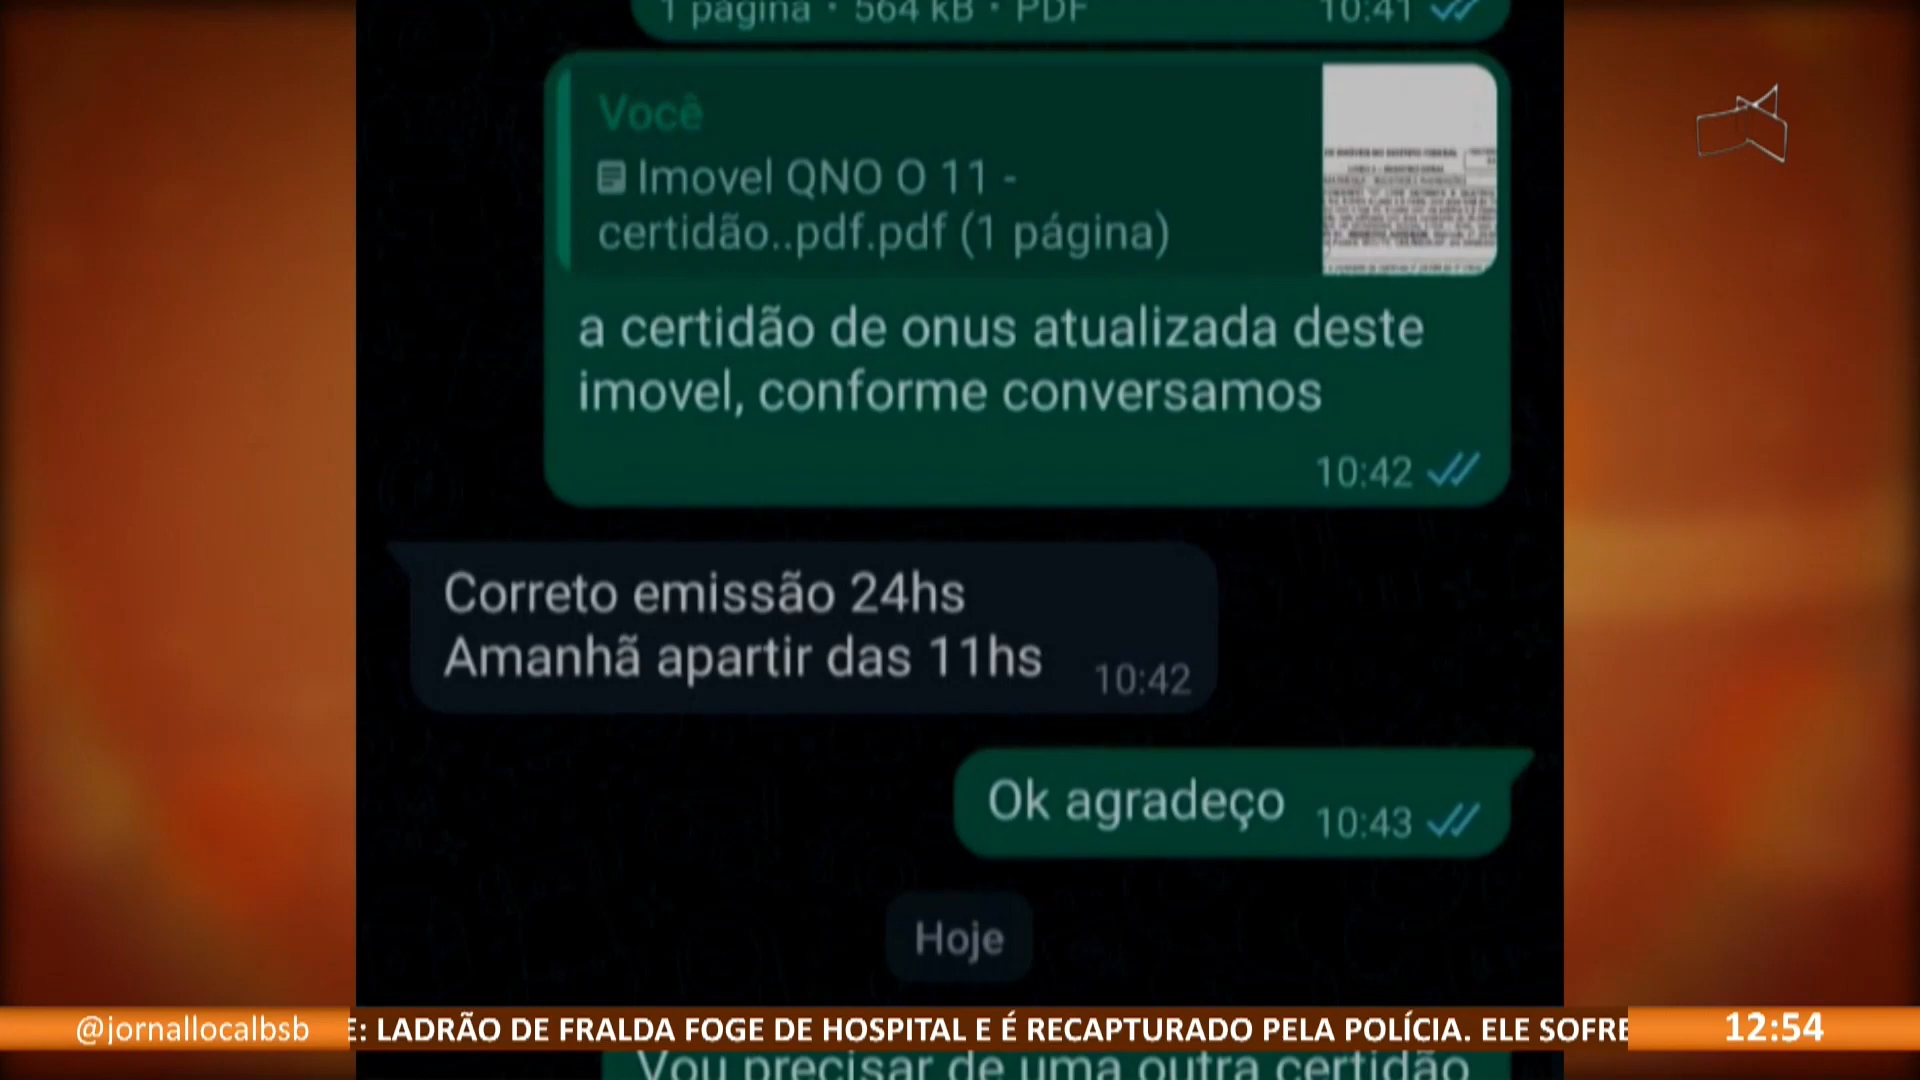 1 página • 564 kB • PDF
10:41
Você
Imovel QNO O 11 -
certidão..pdf.pdf (1 página)
a certidão de onus atualizada deste
imovel, conforme conversamos
10:42
Correto emissão 24hs
Amanhã apartir das 11hs
10:42
Ok agradeço
10:43
Hoje
@jornallocalbsb
E: LADRÃO DE FRALDA FOGE DE HOSPITAL E É RECAPTURADO PELA POLÍCIA. ELE SOFRE
12:54
Vou precisar de uma outra certidão